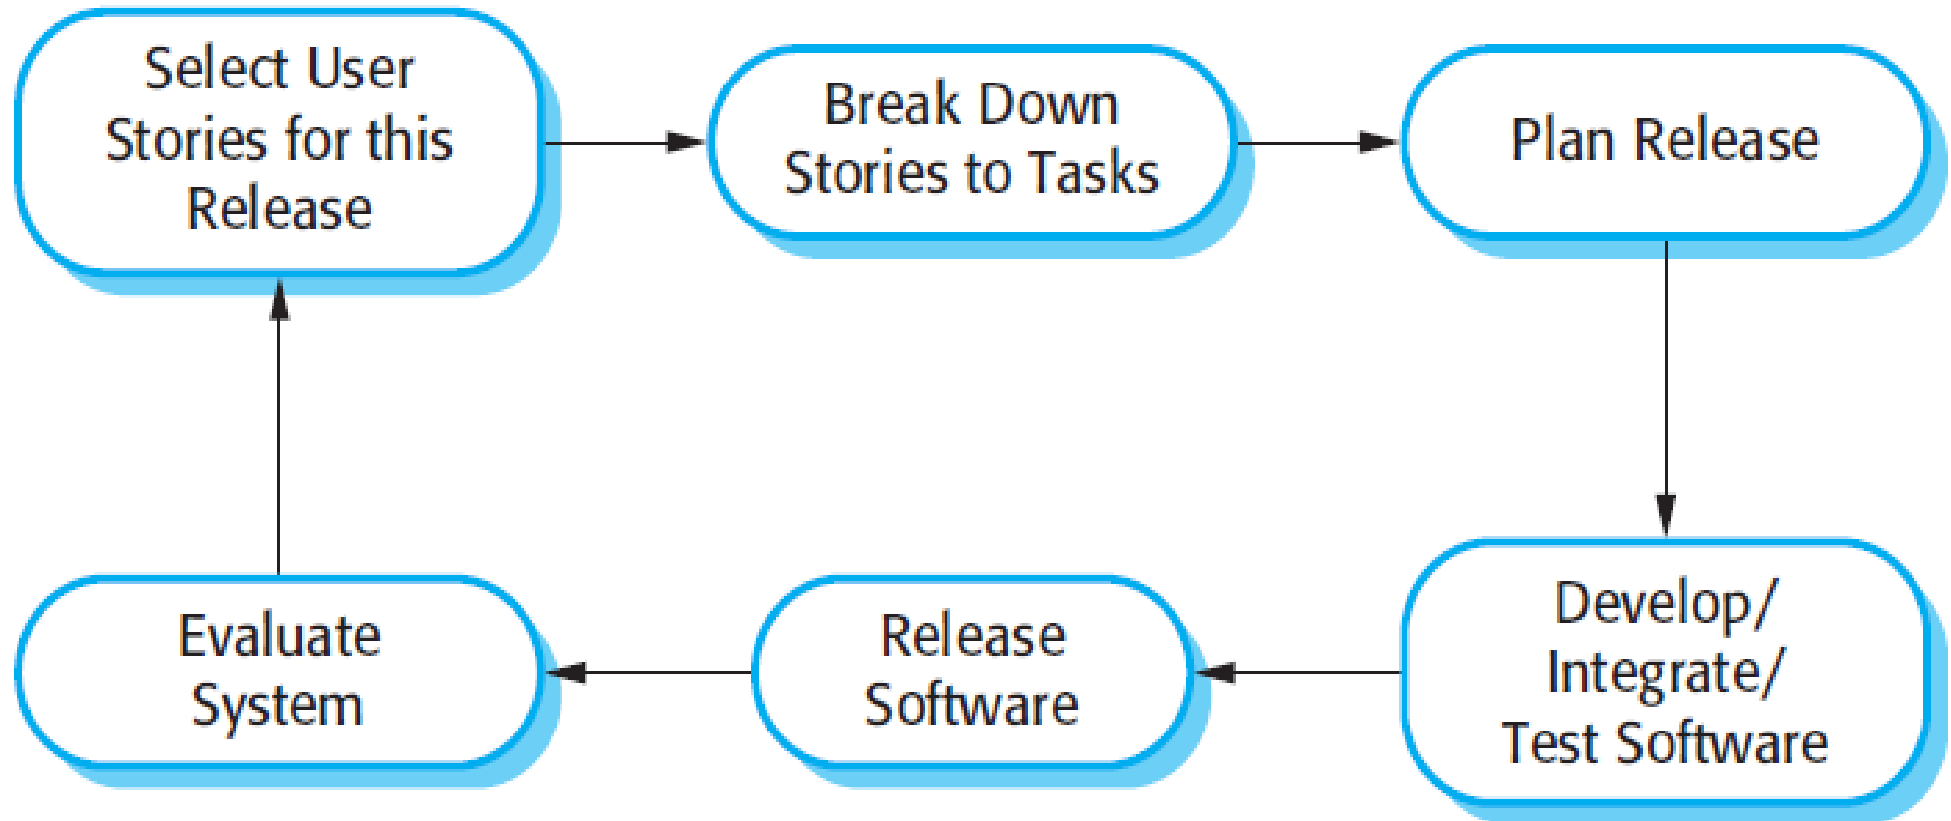 Select User
Stories for this
Release
Break Down
Stories to Tasks
Plan Release
Evaluate
System
Release
Software
Develop/
Integrate/
Test Software